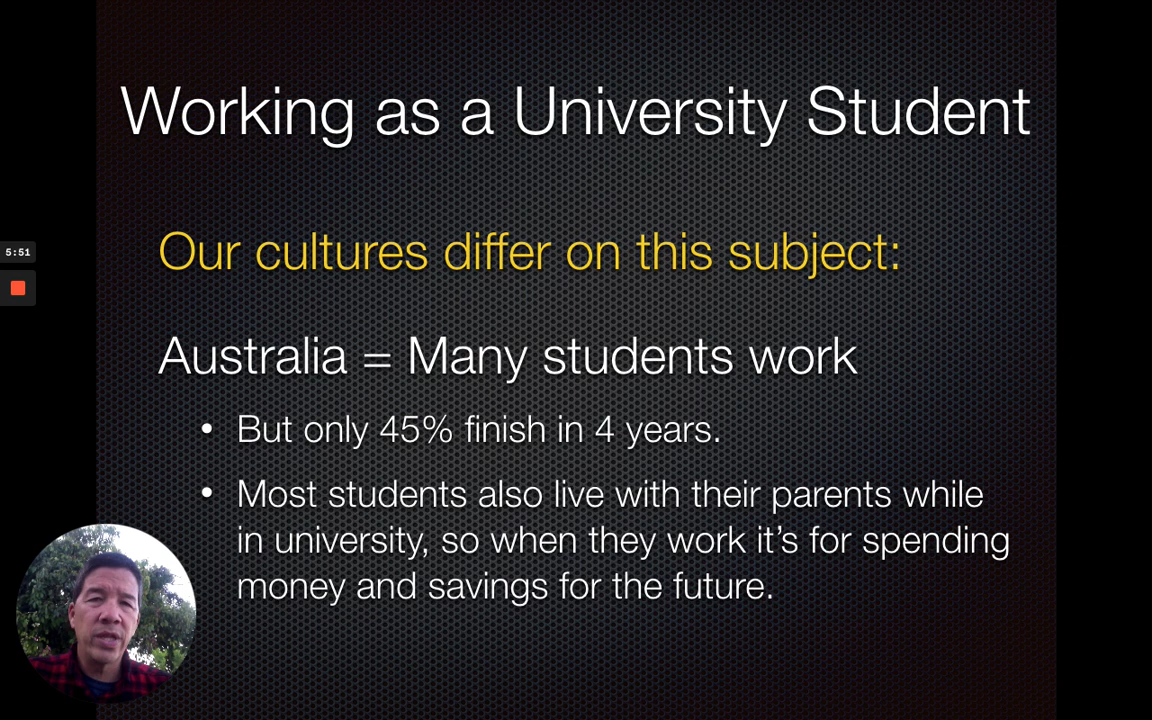 Working as a University Student
Our cultures differ on this subject:
5:51
Australia = Many students work
• But only 45% finish in 4 years.
• Most students also live with their parents while
in university, so when they work it’s for spending
money and savings for the future.